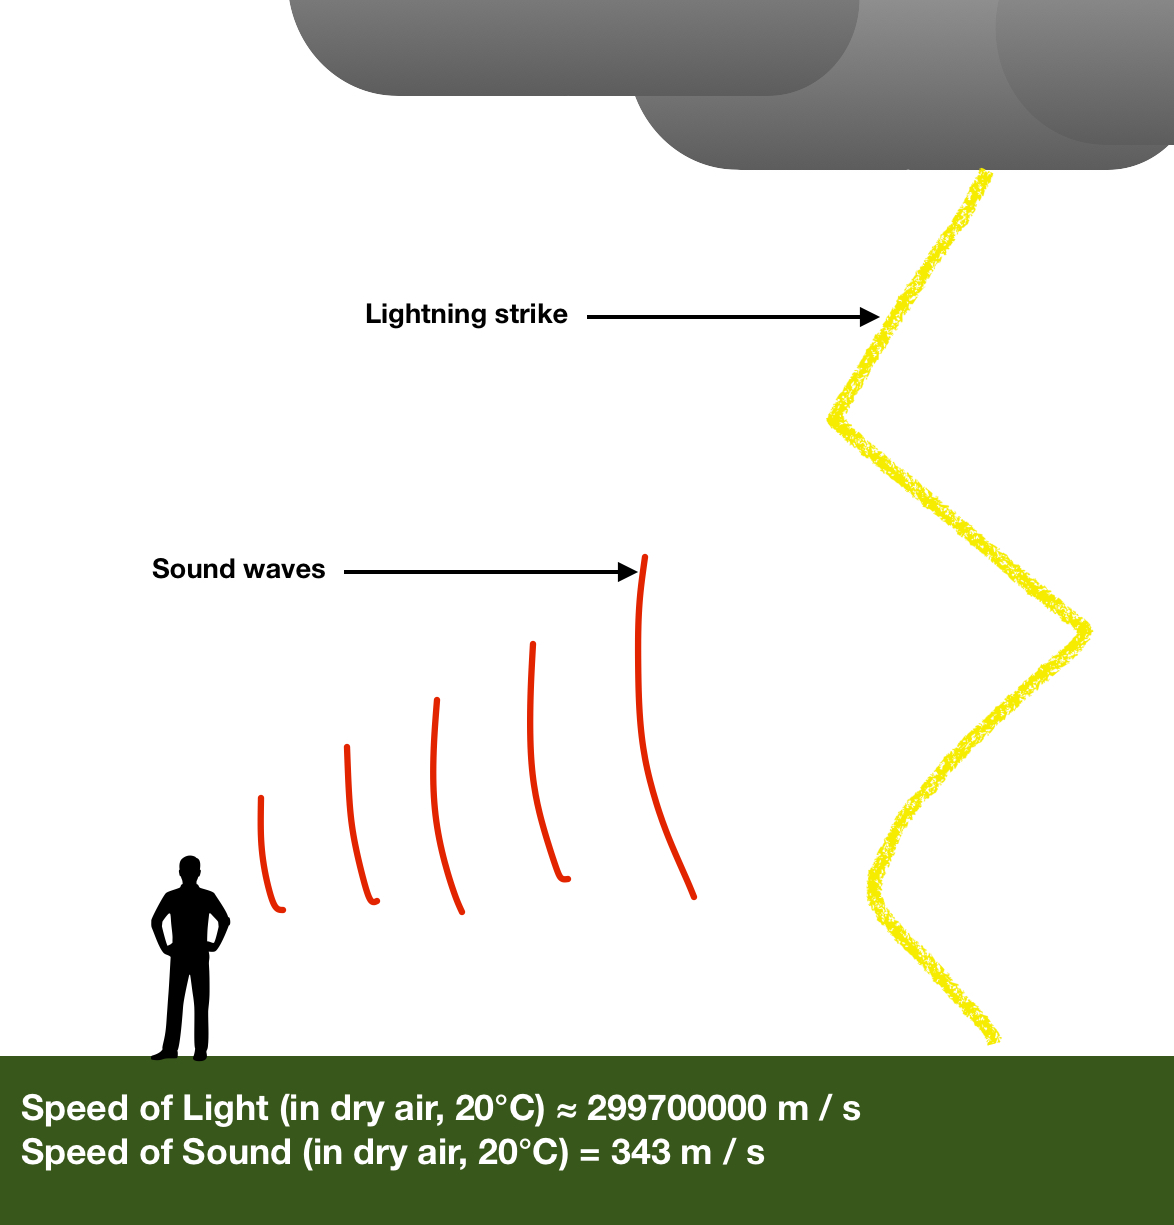 Lightning strike
Sound waves
Speed of Light (in dry air, 20°C) ≈ 299700000 m / s
Speed of Sound (in dry air, 20°C) = 343 m / s